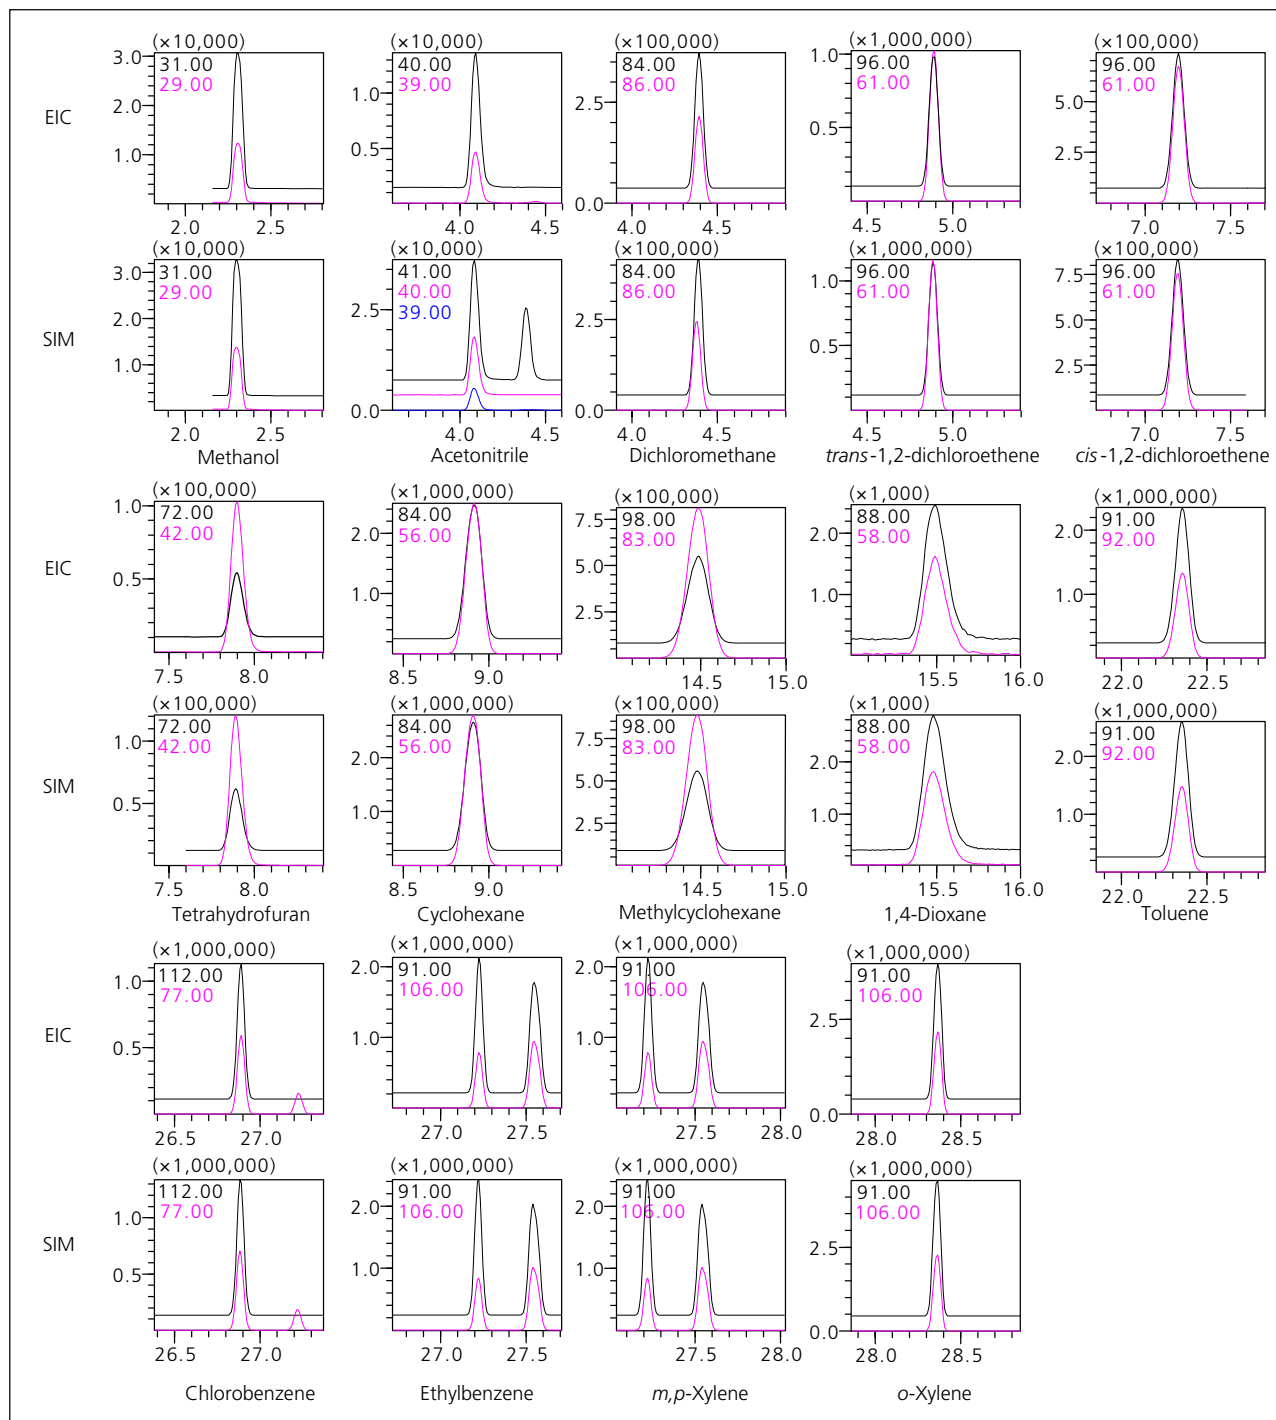 (×10,000) (×10,000) (×100,000) (×1,000,000) (×100,000)
EIC
3.0 2.0 1.0 31.00 29.00 2.0 2.5
1.0 0.5 40.00 39.00 4.0 4.5
2.5 0.0 84.00 86.00 4.0 4.5
1.0 0.5 96.00 61.00 4.5 5.0
5.0 2.5 96.00 61.00 7.0 7.5
(×10,000) (×10,000) (×100,000) (×1,000,000) (×100,000)
SIM
3.0 2.0 1.0 31.00 29.00 2.0 2.5
2.5 0.0 41.00 40.00 39.00 4.0 4.5
2.5 0.0 84.00 86.00 4.0 4.5
1.0 0.5 96.00 61.00 4.5 5.0
7.5 5.0 2.5 96.00 61.00 7.0 7.5
Methanol Acetonitrile Dichloromethane trans-1,2-dichloroethene cis-1,2-dichloroethene
(×100,000) (×1,000,000) (×100,000) (×1,000) (×1,000,000)
EIC
1.0 0.5 72.00 42.00 7.5 8.0
2.0 1.0 84.00 56.00 8.5 9.0
7.5 5.0 2.5 98.00 83.00 14.5 15.0
2.0 1.0 88.00 58.00 15.5 16.0
2.0 1.0 91.00 92.00 22.0 22.5
(×100,000) (×1,000,000) (×100,000) (×1,000) (×1,000,000)
SIM
1.0 0.5 72.00 42.00 7.5 8.0
2.0 1.0 84.00 56.00 8.5 9.0
7.5 5.0 2.5 98.00 83.00 14.5 15.0
2.0 1.0 88.00 58.00 15.5 16.0
2.0 1.0 91.00 92.00 22.0 22.5
Tetrahydrofuran Cyclohexane Methylcyclohexane 1,4-Dioxane Toluene
(×1,000,000) (×1,000,000) (×1,000,000) (×1,000,000)
EIC
1.0 0.5 112.00 77.00 26.5 27.0
2.0 1.0 91.00 106.00 27.0 27.5
2.0 1.0 91.00 106.00 27.5 28.0
2.5 0.0 91.00 106.00 28.0 28.5
(×1,000,000) (×1,000,000) (×1,000,000) (×1,000,000)
SIM
1.0 0.5 112.00 77.00 26.5 27.0
2.0 1.0 91.00 106.00 27.0 27.5
2.0 1.0 91.00 106.00 27.5 28.0
2.5 0.0 91.00 106.00 28.0 28.5
Chlorobenzene Ethylbenzene m,p-Xylene o-Xylene